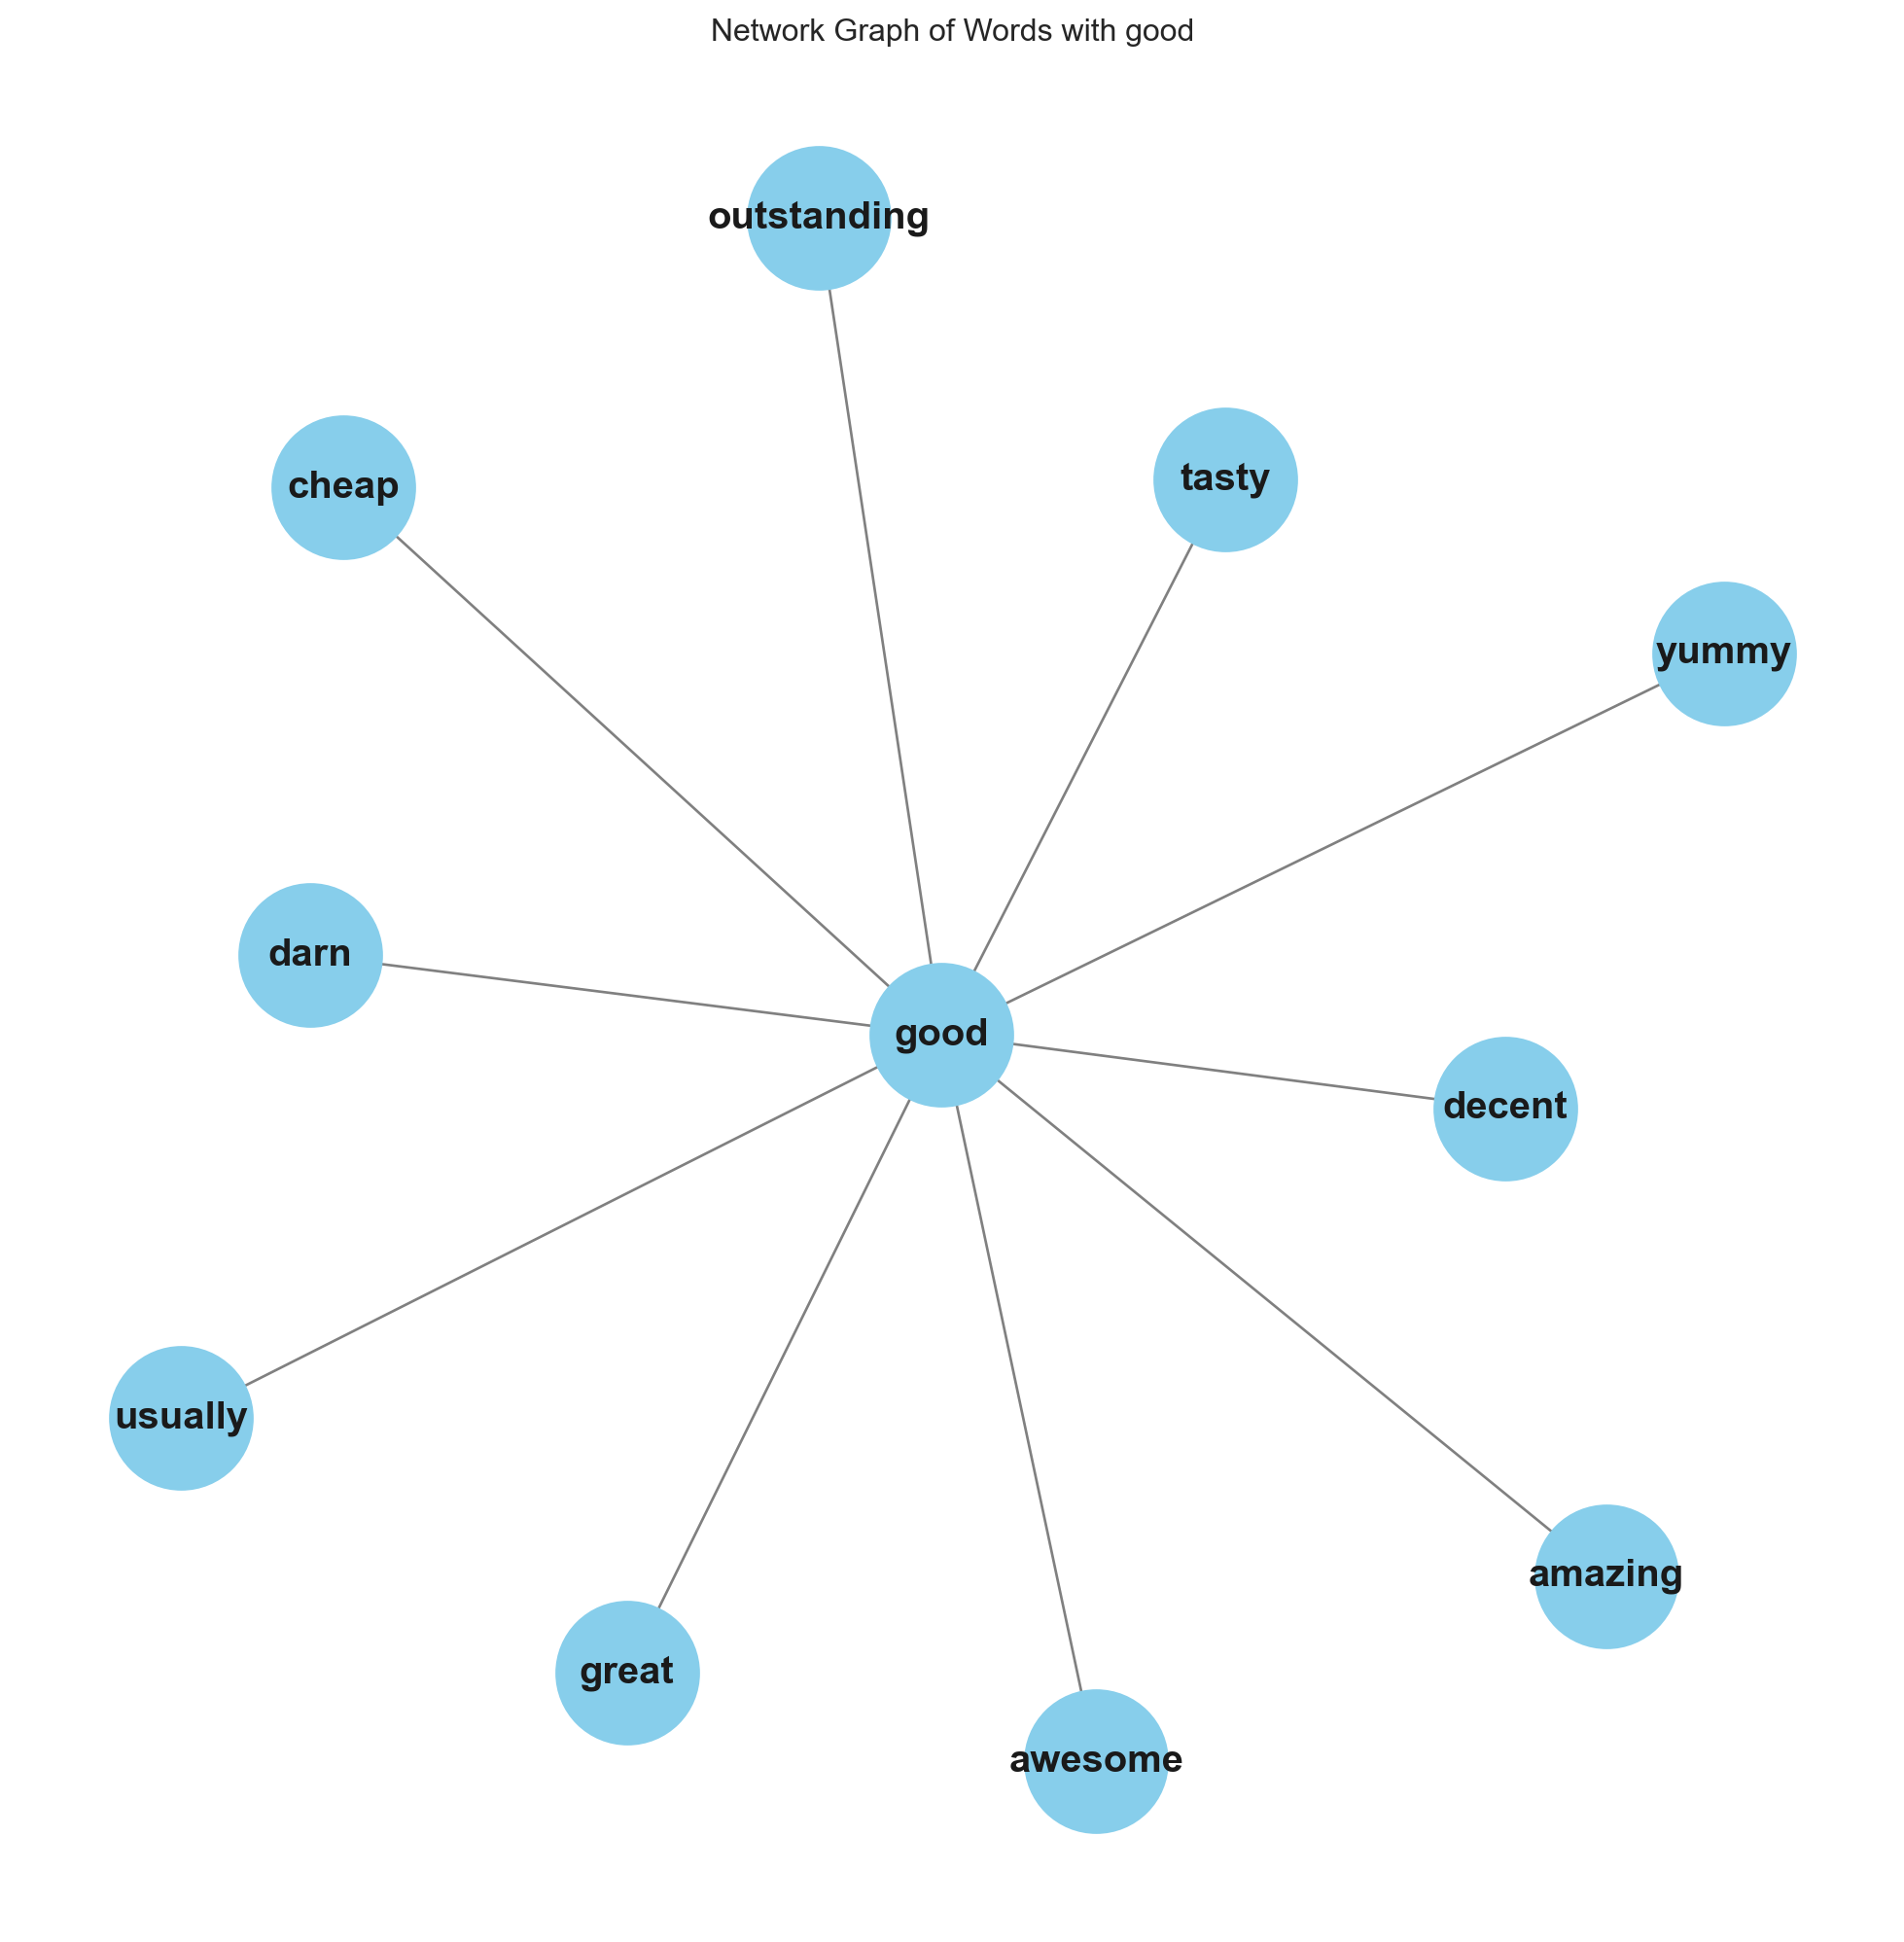 Network Graph of Words with good
outstanding
tasty
cheap
yummy
darn
good
decent
usually
amazing
great
awesome